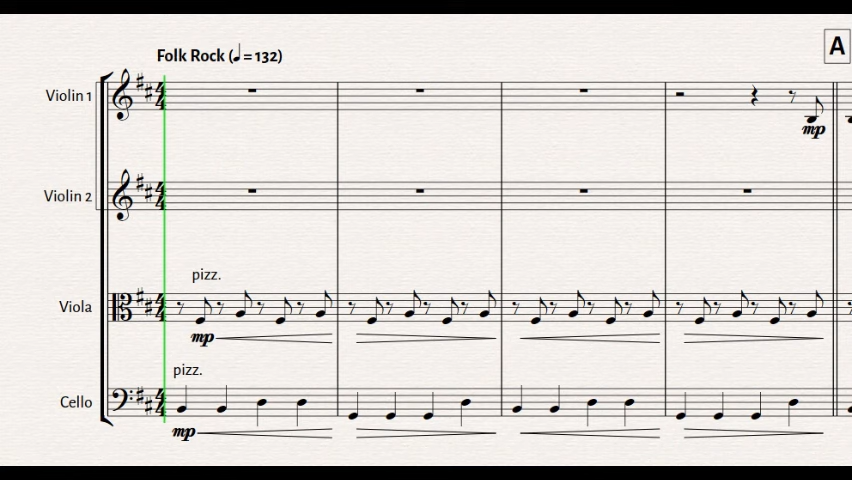 A
Folk Rock (♩ = 132)
Violin 1
mp
Violin 2
pizz.
Viola
mp
pizz.
Cello
mp